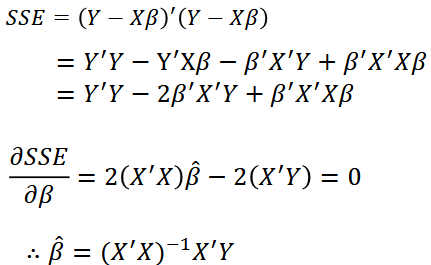 SSE = (Y − Xβ)′(Y − Xβ)
= Y′Y − Y′Xβ − β′X′Y + β′X′Xβ
= Y′Y − 2β′X′Y + β′X′Xβ
∂SSE/∂β = 2(X′X)β̂ − 2(X′Y) = 0
∴ β̂ = (X′X)⁻¹X′Y